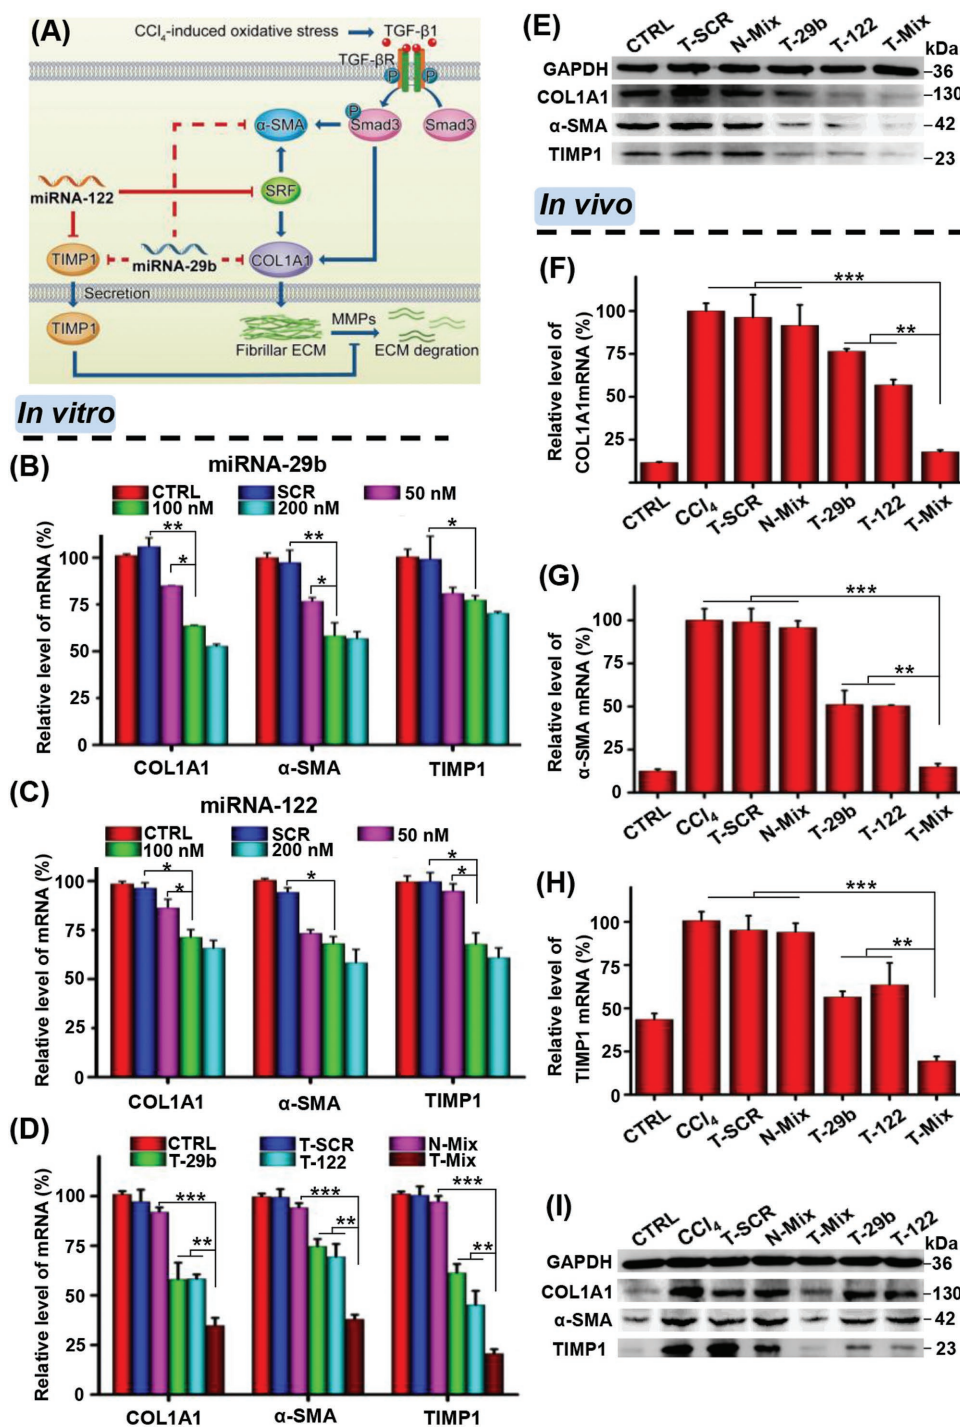 (A)
CCl4-induced oxidative stress
TGF-β1
TGF-βR
P
P
P
α-SMA
Smad3
Smad3
miRNA-122
SRF
TIMP1
miRNA-29b
COL1A1
Secretion
TIMP1
MMPs
Fibrillar ECM
ECM degration
In vitro
(B)
miRNA-29b
CTRL SCR 50 nM
100 nM 200 nM
Relative level of mRNA (%)
100
75
50
25
0
** * ** * *
COL1A1 α-SMA TIMP1
(C)
miRNA-122
CTRL SCR 50 nM
100 nM 200 nM
Relative level of mRNA (%)
100
75
50
25
0
* * * * *
COL1A1 α-SMA TIMP1
(D)
CTRL T-SCR N-Mix
T-29b T-122 T-Mix
Relative level of mRNA (%)
100
75
50
25
0
*** ** *** ** *** **
COL1A1 α-SMA TIMP1
(E)
CTRL T-SCR N-Mix T-29b T-122 T-Mix kDa
GAPDH -36
COL1A1 -130
α-SMA -42
TIMP1 -23
In vivo
(F)
Relative level of
COL1A1mRNA (%)
100
75
50
25
*** **
CTRL CCl4 T-SCR N-Mix T-29b T-122 T-Mix
(G)
Relative level of
α-SMA mRNA (%)
100
75
50
25
0
*** **
CTRL CCl4 T-SCR N-Mix T-29b T-122 T-Mix
(H)
Relative level of
TIMP1 mRNA (%)
100
75
50
25
0
*** **
CTRL CCl4 T-SCR N-Mix T-29b T-122 T-Mix
(I)
CTRL CCl4 T-SCR N-Mix T-Mix T-29b T-122 kDa
GAPDH -36
COL1A1 -130
α-SMA -42
TIMP1 -23